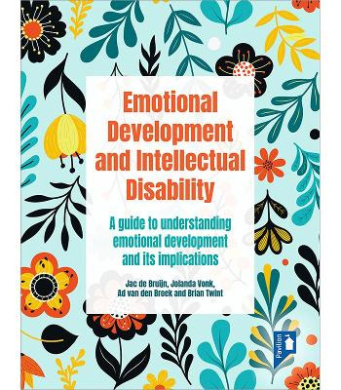 Emotional
Development
and Intellectual
Disability
A guide to understanding
emotional development
and its implications
Jac de Bruijn, Jolanda Vonk,
Ad van den Broek and Brian Twint
Pavilion